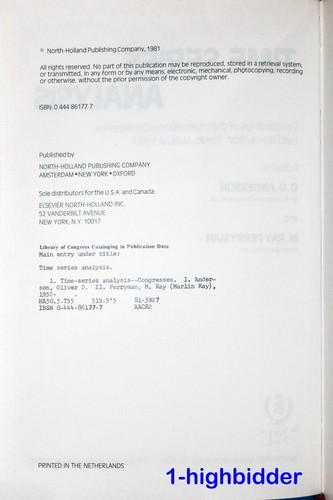 © North-Holland Publishing Company, 1981
All rights reserved. No part of this publication may be reproduced, stored in a retrieval system,
or transmitted, in any form or by any means, electronic, mechanical, photocopying, recording
or otherwise, without the prior permission of the copyright owner.
ISBN: 0 444 86177 7
Published by
NORTH-HOLLAND PUBLISHING COMPANY
AMSTERDAM • NEW YORK • OXFORD
Sole distributors for the U.S.A. and Canada:
ELSEVIER NORTH-HOLLAND INC.
52 VANDERBILT AVENUE
NEW YORK, N.Y. 10017
Library of Congress Cataloging in Publication Data
Main entry under title:
Time series analysis.
1. Time-series analysis--Congresses. I. Ander-
son, Oliver D. II. Perryman, M. Ray (Marlin Ray),
1952- .
HA30.3.T55 519.5'5 81-3927
ISBN 0-444-86177-7 AACR2
PRINTED IN THE NETHERLANDS
1-highbidder